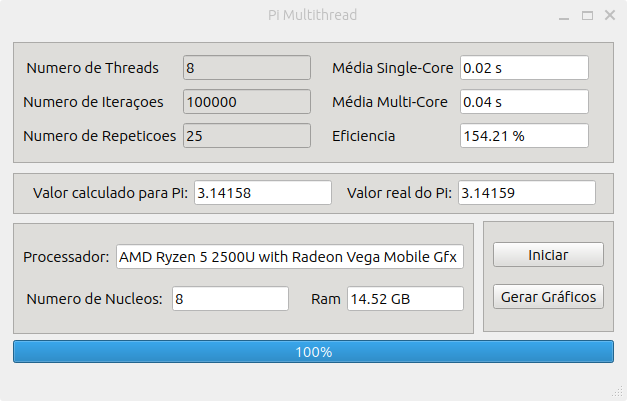 Pi Multithread
Numero de Threads 8 Média Single-Core 0.02 s
Numero de Iteraçoes 100000 Média Multi-Core 0.04 s
Numero de Repeticoes 25 Eficiencia 154.21 %
Valor calculado para Pi: 3.14158 Valor real do Pi: 3.14159
Processador: AMD Ryzen 5 2500U with Radeon Vega Mobile Gfx
Iniciar
Numero de Nucleos: 8 Ram 14.52 GB
Gerar Gráficos
100%